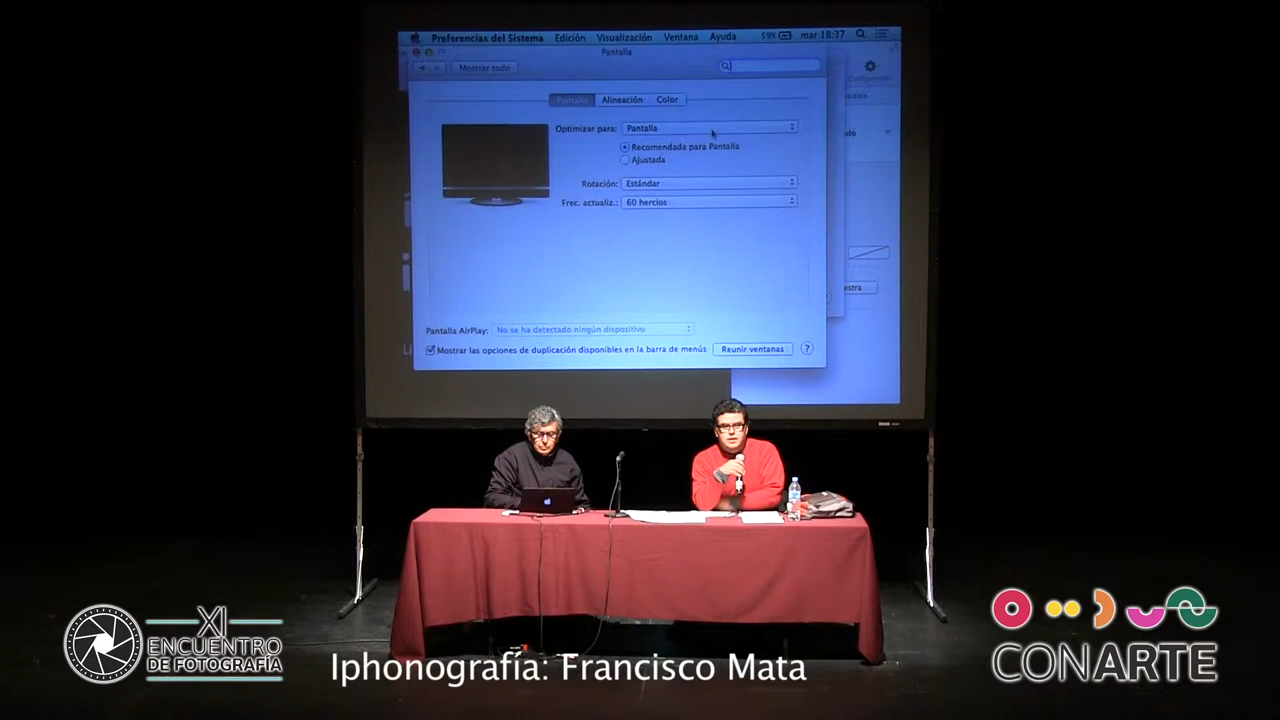 Preferencias del Sistema Edición Visualización Ventana Ayuda 59% mar 18:37
Pantalla
Mostrar todo
Pantalla Alineación Color
Optimizar para: Pantalla
Recomendada para Pantalla
Ajustada
Rotación: Estándar
Frec. actualiz.: 60 hercios
Pantalla AirPlay: No se ha detectado ningún dispositivo
Mostrar las opciones de duplicación disponibles en la barra de menús Reunir ventanas ?
XI
ENCUENTRO
DE FOTOGRAFÍA
Iphonografía: Francisco Mata
CONARTE